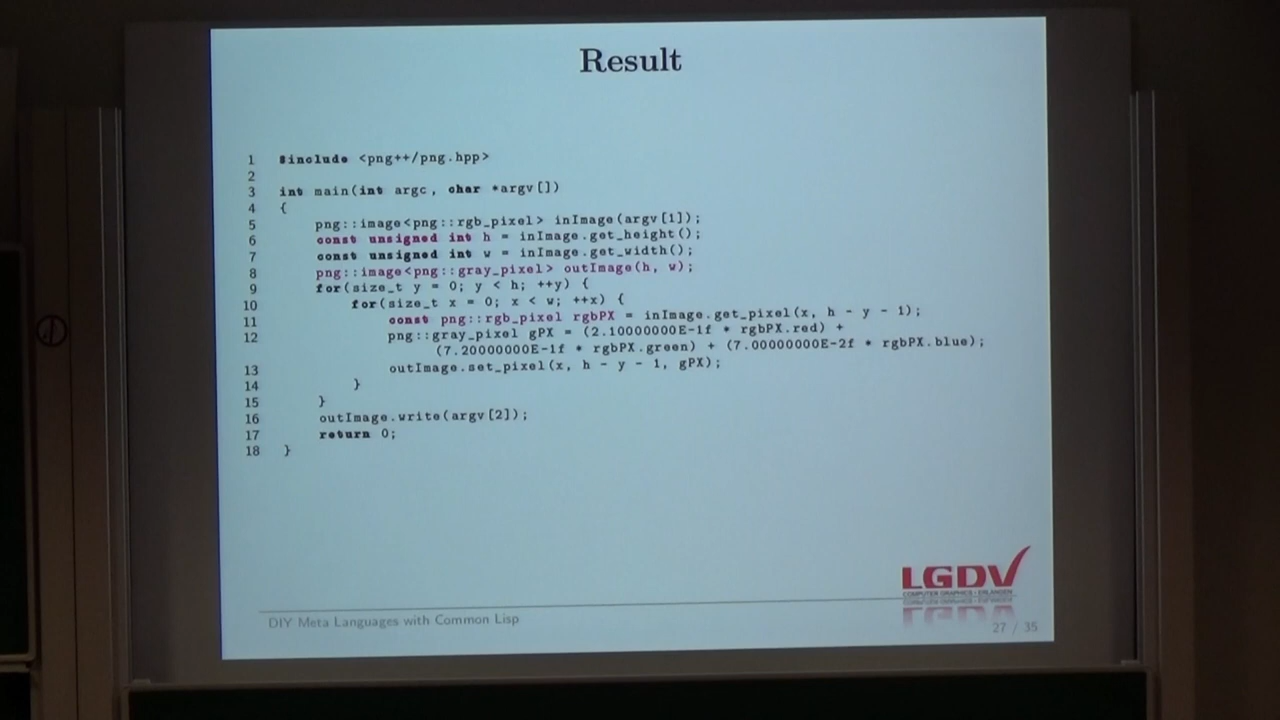 Result
1 #include <png++/png.hpp>
2
3 int main(int argc, char *argv[])
4 {
5 png::image<png::rgb_pixel> inImage(argv[1]);
6 const unsigned int h = inImage.get_height();
7 const unsigned int w = inImage.get_width();
8 png::image<png::gray_pixel> outImage(h, w);
9 for(size_t y = 0; y < h; ++y) {
10 for(size_t x = 0; x < w; ++x) {
11 const png::rgb_pixel rgbPX = inImage.get_pixel(x, h - y - 1);
12 png::gray_pixel gPX = (2.10000000E-1f * rgbPX.red) +
(7.20000000E-1f * rgbPX.green) + (7.00000000E-2f * rgbPX.blue);
13 outImage.set_pixel(x, h - y - 1, gPX);
14 }
15 }
16 outImage.write(argv[2]);
17 return 0;
18 }
LGDV
COMPUTER GRAPHICS • ERLANGEN
DIY Meta Languages with Common Lisp
27 / 35